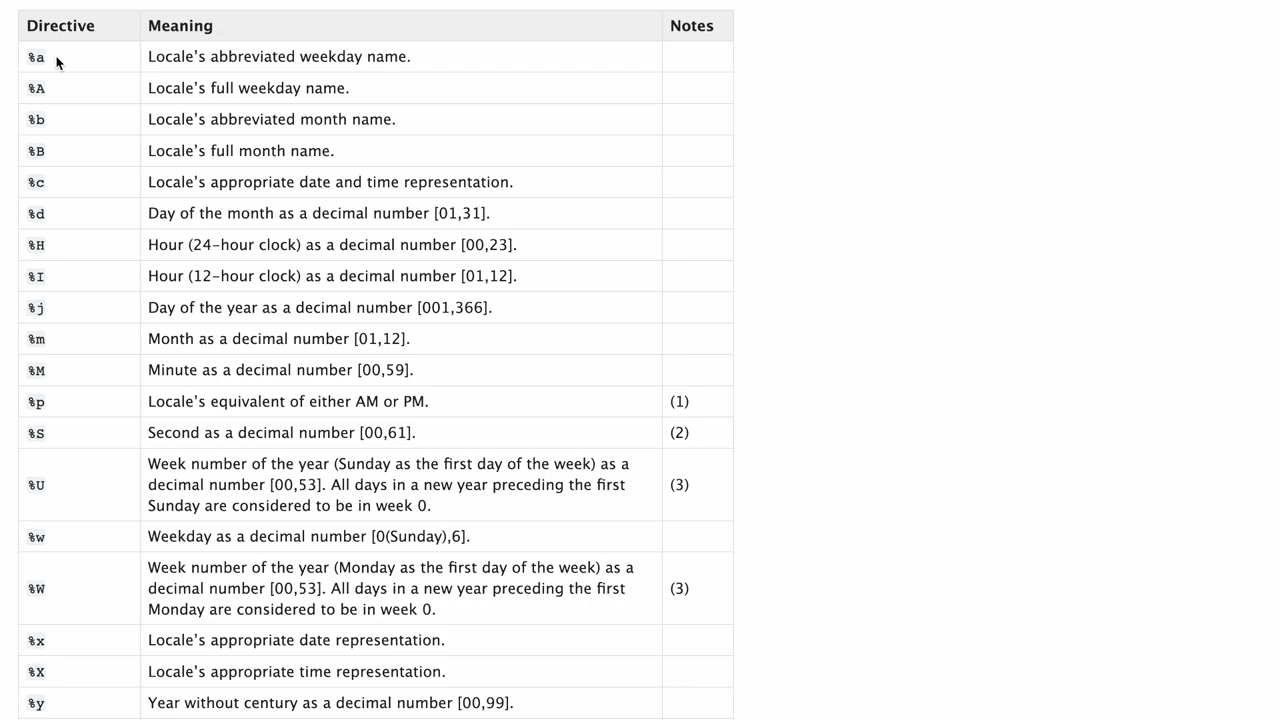 Directive Meaning Notes
%a Locale’s abbreviated weekday name.
%A Locale’s full weekday name.
%b Locale’s abbreviated month name.
%B Locale’s full month name.
%c Locale’s appropriate date and time representation.
%d Day of the month as a decimal number [01,31].
%H Hour (24-hour clock) as a decimal number [00,23].
%I Hour (12-hour clock) as a decimal number [01,12].
%j Day of the year as a decimal number [001,366].
%m Month as a decimal number [01,12].
%M Minute as a decimal number [00,59].
%p Locale’s equivalent of either AM or PM. (1)
%S Second as a decimal number [00,61]. (2)
Week number of the year (Sunday as the first day of the week) as a
%U decimal number [00,53]. All days in a new year preceding the first (3)
Sunday are considered to be in week 0.
%w Weekday as a decimal number [0(Sunday),6].
Week number of the year (Monday as the first day of the week) as a
%W decimal number [00,53]. All days in a new year preceding the first (3)
Monday are considered to be in week 0.
%x Locale’s appropriate date representation.
%X Locale’s appropriate time representation.
%y Year without century as a decimal number [00,99].